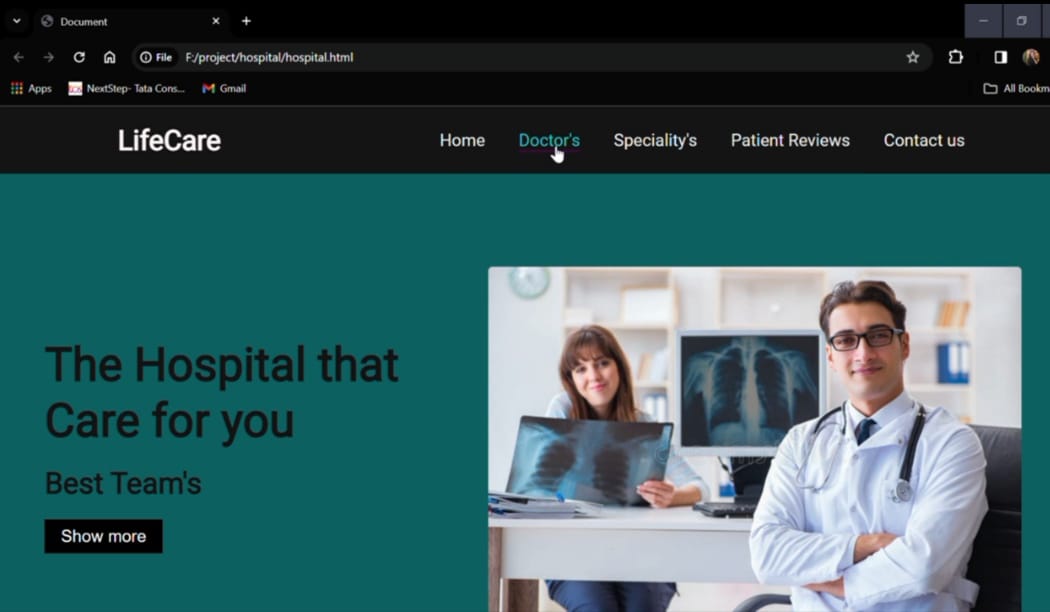 Document
File F:/project/hospital/hospital.html
Apps NextStep- Tata Cons... Gmail All Bookm
LifeCare Home Doctor's Speciality's Patient Reviews Contact us
The Hospital that
Care for you
Best Team's
Show more